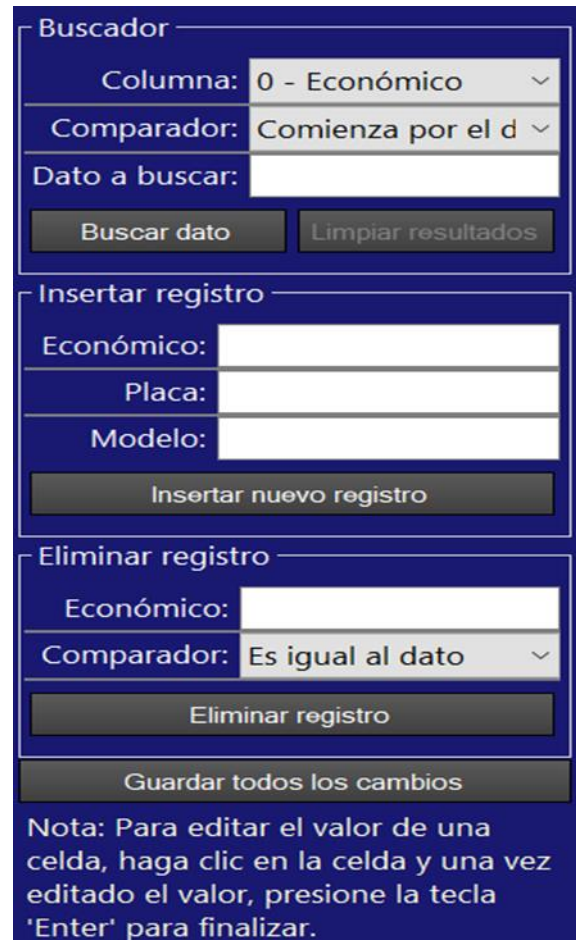 Buscador
Columna: 0 - Económico
Comparador: Comienza por el d
Dato a buscar:
Buscar dato Limpiar resultados
Insertar registro
Económico:
Placa:
Modelo:
Insertar nuevo registro
Eliminar registro
Económico:
Comparador: Es igual al dato
Eliminar registro
Guardar todos los cambios
Nota: Para editar el valor de una
celda, haga clic en la celda y una vez
editado el valor, presione la tecla
'Enter' para finalizar.